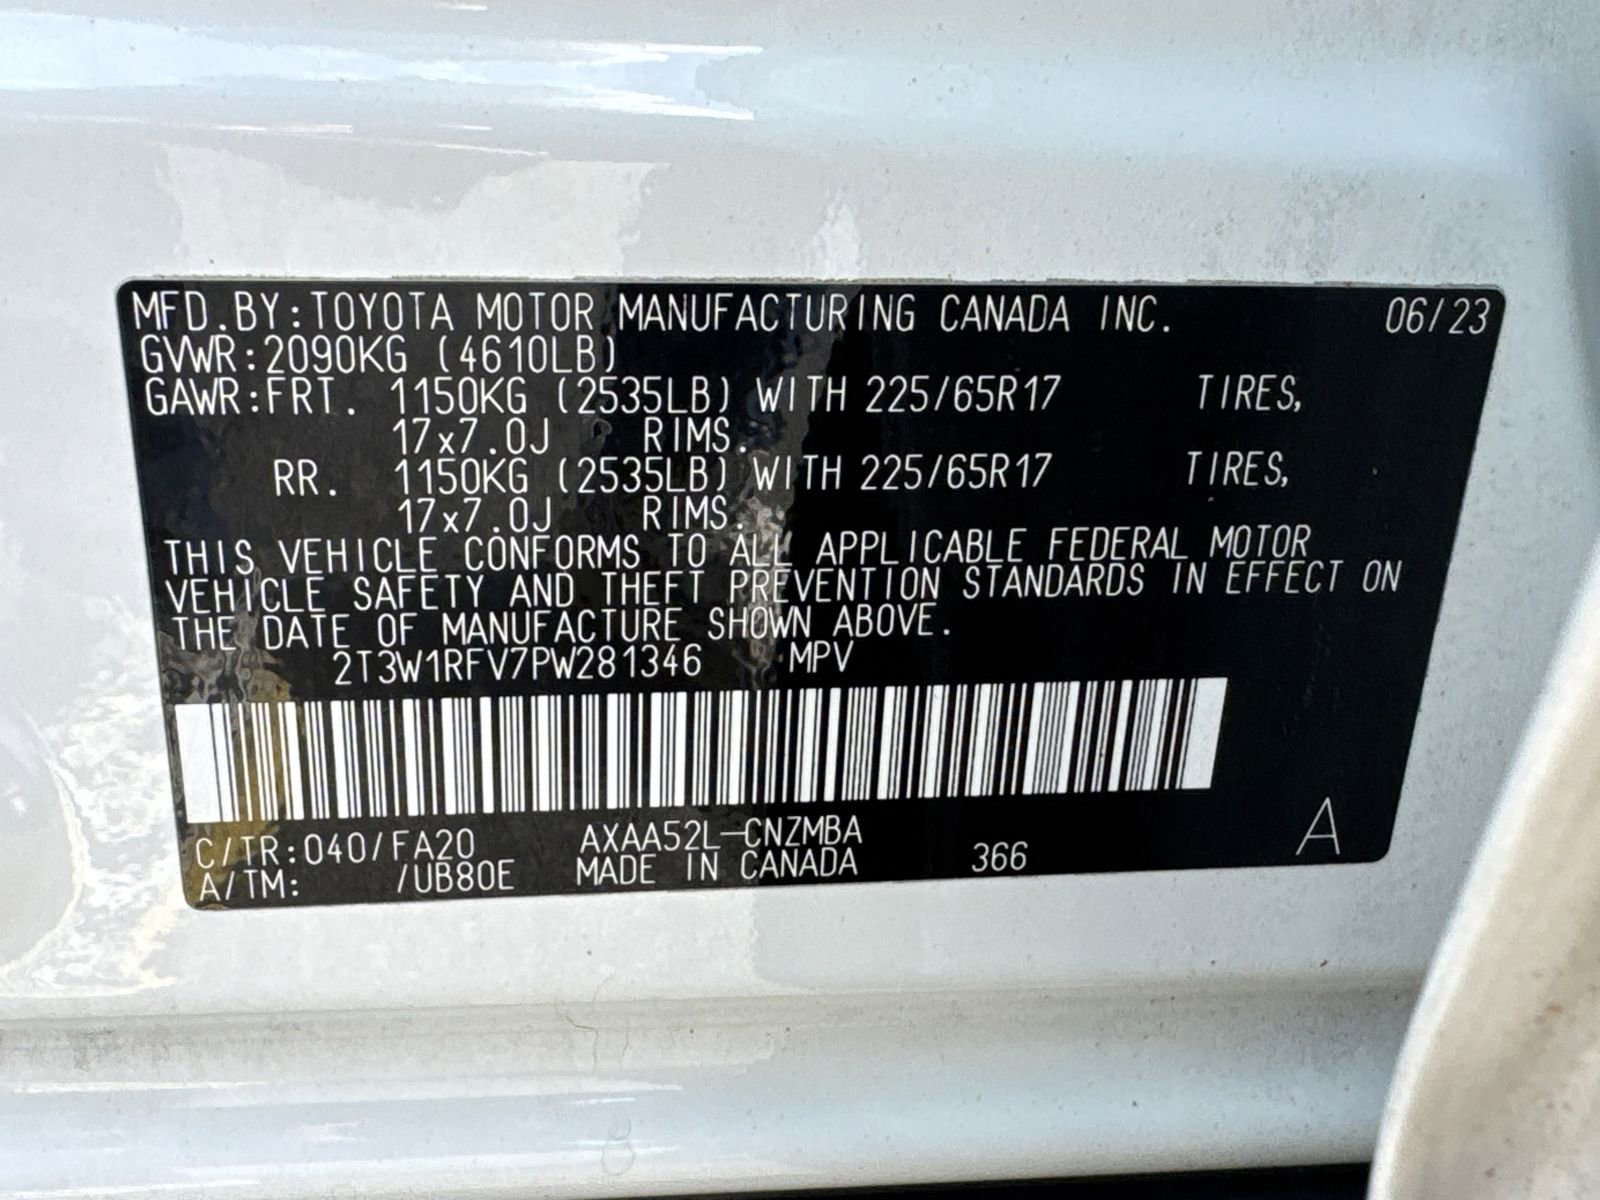 MFD.BY:TOYOTA MOTOR MANUFACTURING CANADA INC. 06/23
GVWR:2090KG (4610LB)
GAWR:FRT. 1150KG (2535LB) WITH 225/65R17 TIRES,
17x7.0J RIMS.
RR. 1150KG (2535LB) WITH 225/65R17 TIRES,
17x7.0J RIMS.
THIS VEHICLE CONFORMS TO ALL APPLICABLE FEDERAL MOTOR
VEHICLE SAFETY AND THEFT PREVENTION STANDARDS IN EFFECT ON
THE DATE OF MANUFACTURE SHOWN ABOVE.
2T3W1RFV7PW281346 MPV
C/TR:040/FA20 AXAA52L-CNZMBA
A/TM: /UB80E MADE IN CANADA 366 A